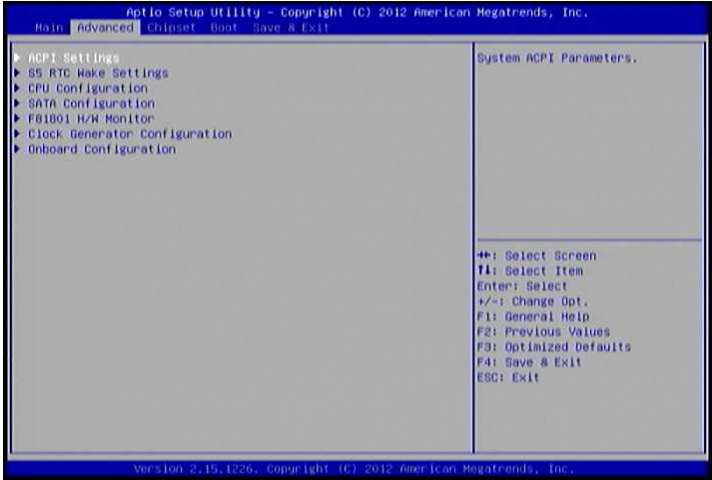 Aptio Setup Utility - Copyright (C) 2012 American Megatrends, Inc.
Main Advanced Chipset Boot Save & Exit
ACPI Settings
S5 RTC Wake Settings
CPU Configuration
SATA Configuration
F81801 H/W Monitor
Clock Generator Configuration
Onboard Configuration
System ACPI Parameters.
→←: Select Screen
↑↓: Select Item
Enter: Select
+/-: Change Opt.
F1: General Help
F2: Previous Values
F3: Optimized Defaults
F4: Save & Exit
ESC: Exit
Version 2.15.1226. Copyright (C) 2012 American Megatrends, Inc.